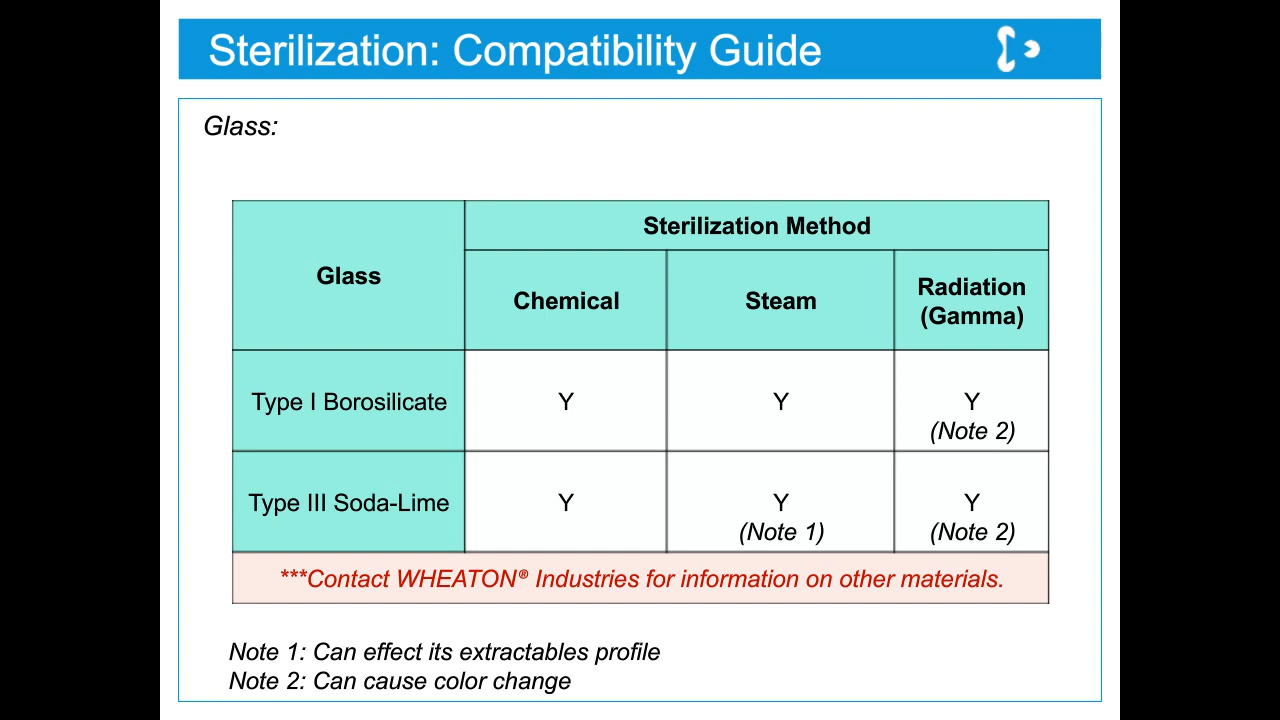 Sterilization: Compatibility Guide
Glass:
Glass
Sterilization Method
Chemical
Steam
Radiation
(Gamma)
Type I Borosilicate
Y
Y
Y
(Note 2)
Type III Soda-Lime
Y
Y
(Note 1)
Y
(Note 2)
***Contact WHEATON® Industries for information on other materials.
Note 1: Can effect its extractables profile
Note 2: Can cause color change